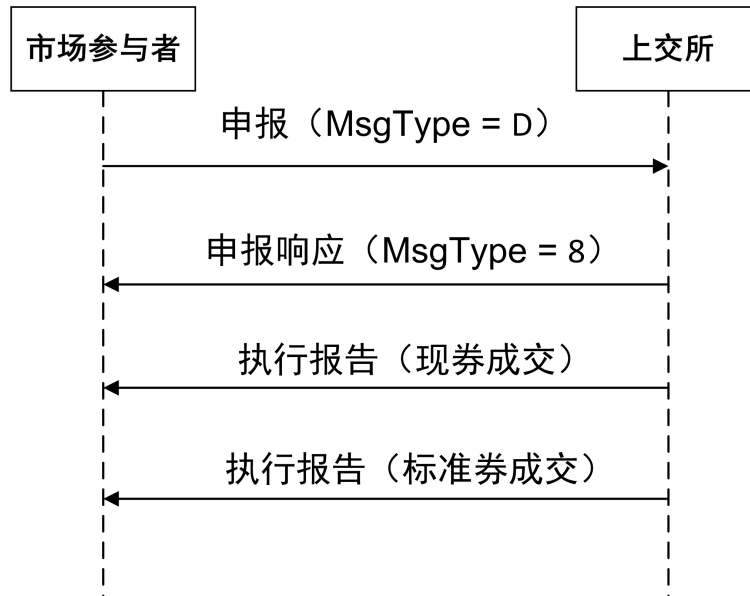 市场参与者
上交所
申报（MsgType = D）
申报响应（MsgType = 8）
执行报告（现券成交）
执行报告（标准券成交）